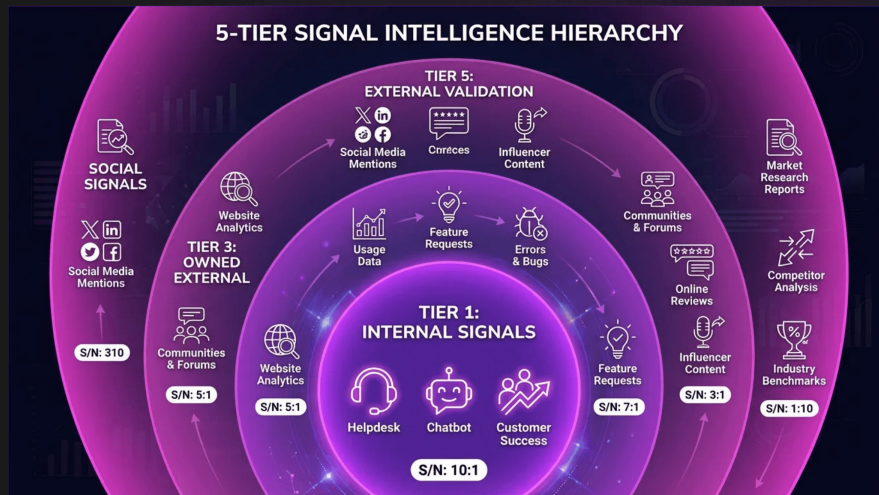 5-TIER SIGNAL INTELLIGENCE HIERARCHY
TIER 5:
EXTERNAL VALIDATION
Social Media
Mentions
Influencer
Content
SOCIAL
SIGNALS
Social Media
Mentions
S/N: 310
Website
Analytics
TIER 3:
OWNED
EXTERNAL
Communities
& Forums
S/N: 5:1
Usage
Data
Feature
Requests
Errors
& Bugs
Website
Analytics
S/N: 5:1
TIER 1:
INTERNAL SIGNALS
Helpdesk
Chatbot
Customer
Success
S/N: 10:1
Feature
Requests
S/N: 7:1
Communities
& Forums
Online
Reviews
Influencer
Content
S/N: 3:1
Market
Research
Reports
Competitor
Analysis
Industry
Benchmarks
S/N: 1:10